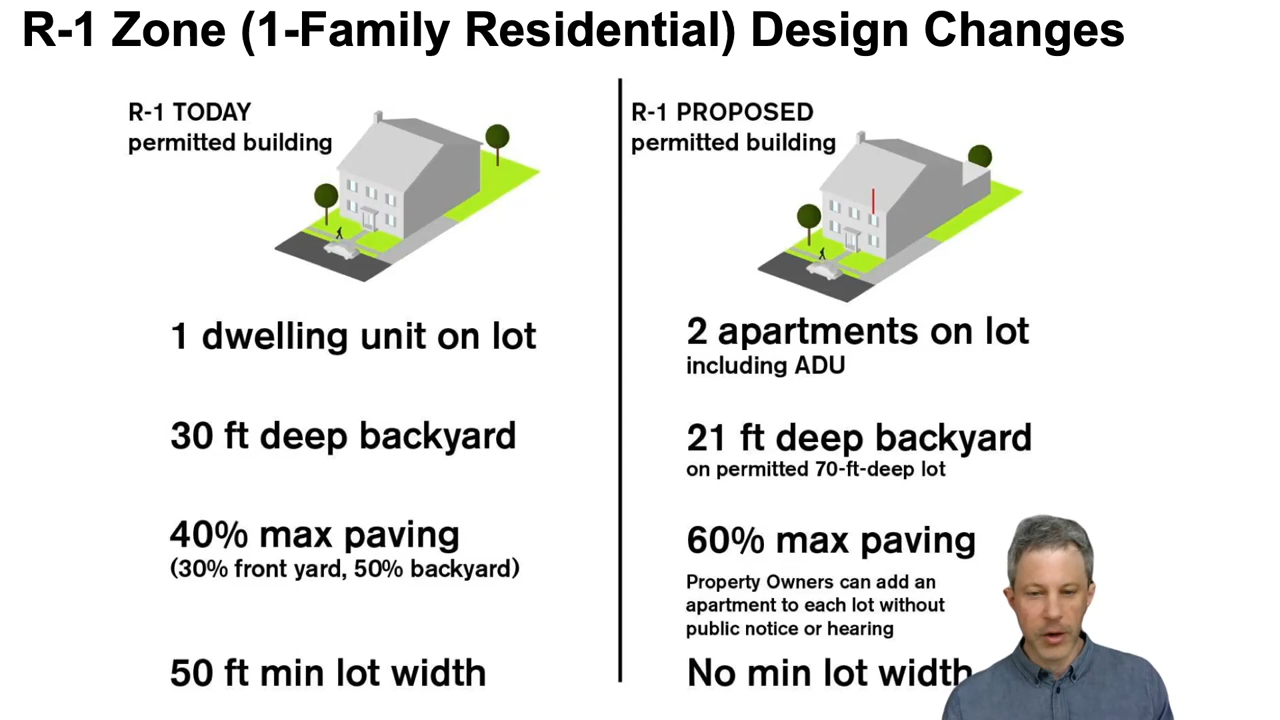 R-1 Zone (1-Family Residential) Design Changes
R-1 TODAY
permitted building
1 dwelling unit on lot
30 ft deep backyard
40% max paving
(30% front yard, 50% backyard)
50 ft min lot width
R-1 PROPOSED
permitted building
2 apartments on lot
including ADU
21 ft deep backyard
on permitted 70-ft-deep lot
60% max paving
Property Owners can add an
apartment to each lot without
public notice or hearing
No min lot width